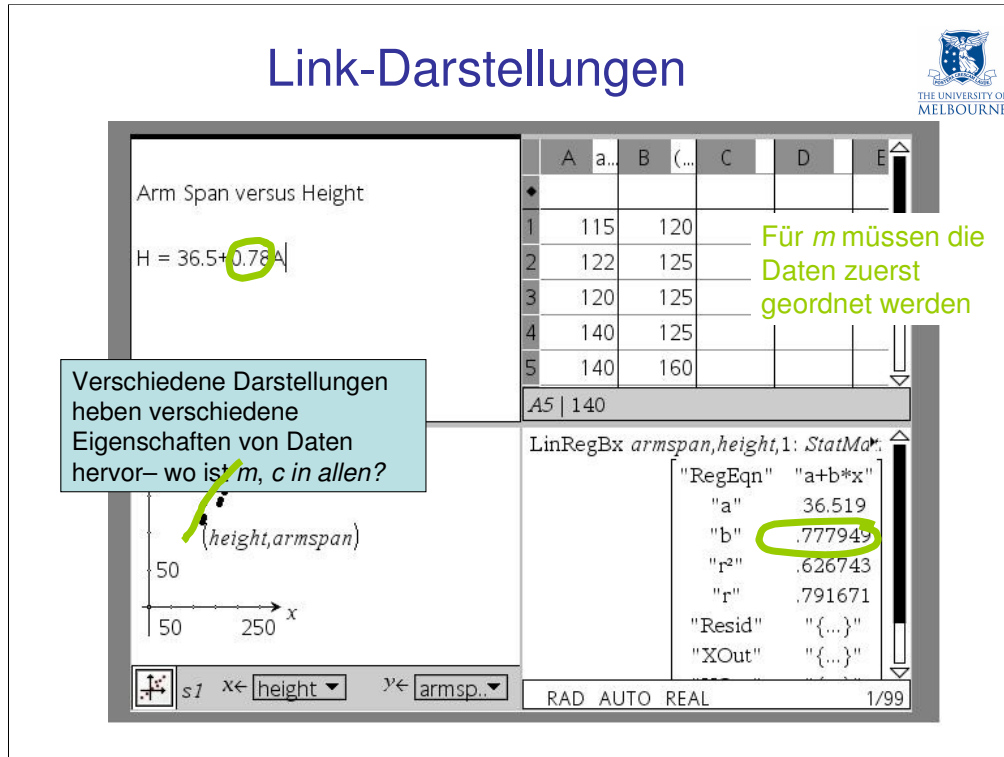 Link-Darstellungen
THE UNIVERSITY O
MELBOURNE
Arm Span versus Height
H = 36.5+0.78A
A a... B (... C D E
1 115 120
2 122 125
3 120 125
4 140 125
5 140 160
A5 | 140
Für m müssen die
Daten zuerst
geordnet werden
Verschiedene Darstellungen
heben verschiedene
Eigenschaften von Daten
hervor– wo ist m, c in allen?
(height,armspan)
50
50 250 x
s1 x← height y← armsp..
LinRegBx armspan,height,1: StatMat
"RegEqn" "a+b*x"
"a" 36.519
"b" .777949
"r²" .626743
"r" .791671
"Resid" "{...}"
"XOut" "{...}"
RAD AUTO REAL 1/99